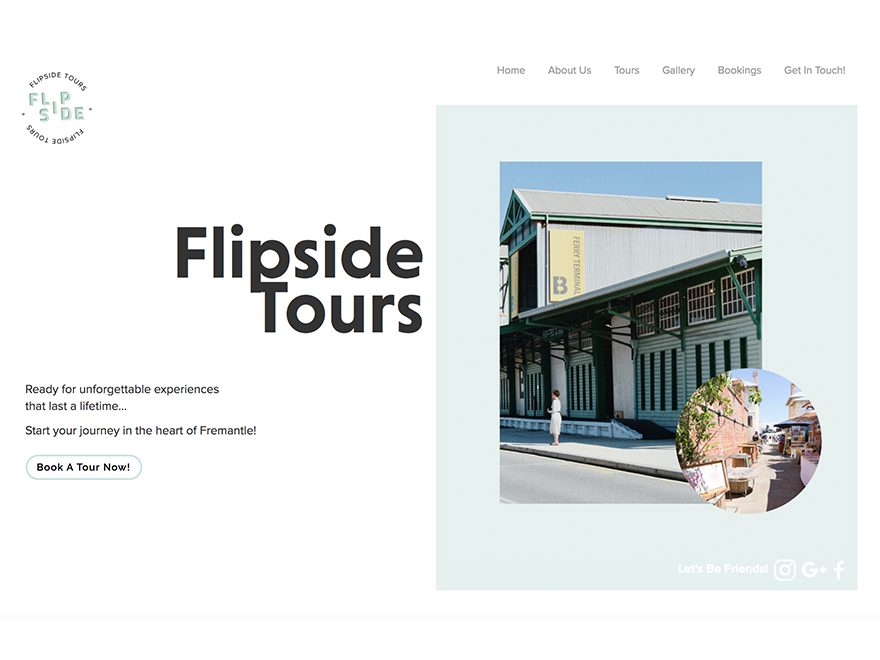 Home About Us Tours Gallery Bookings Get In Touch!
FLIPSIDE TOURS
FLIP
SIDE
FLIPSIDE TOURS
Flipside
Tours
FERRY TERMINAL
B
Ready for unforgettable experiences
that last a lifetime...
Start your journey in the heart of Fremantle!
Book A Tour Now!
Let's Be Friends!